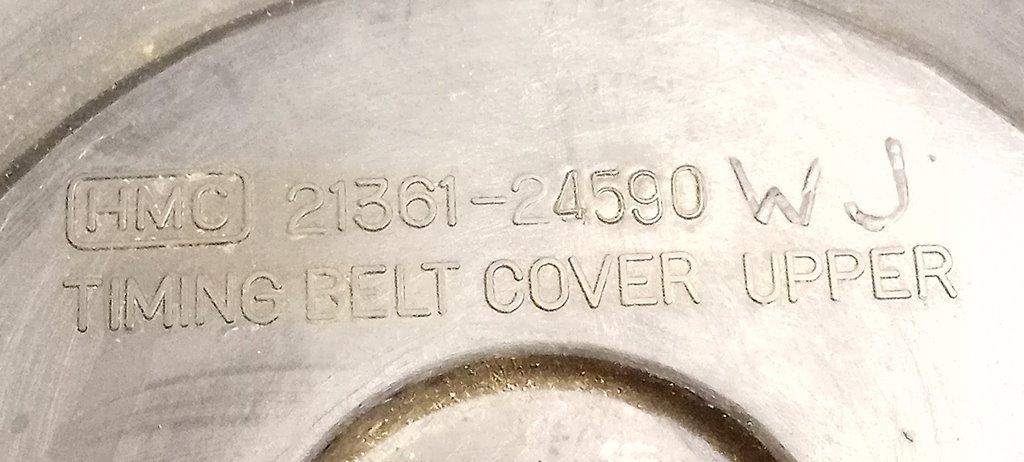 HMC 21361-24590 WJ
TIMING BELT COVER UPPER